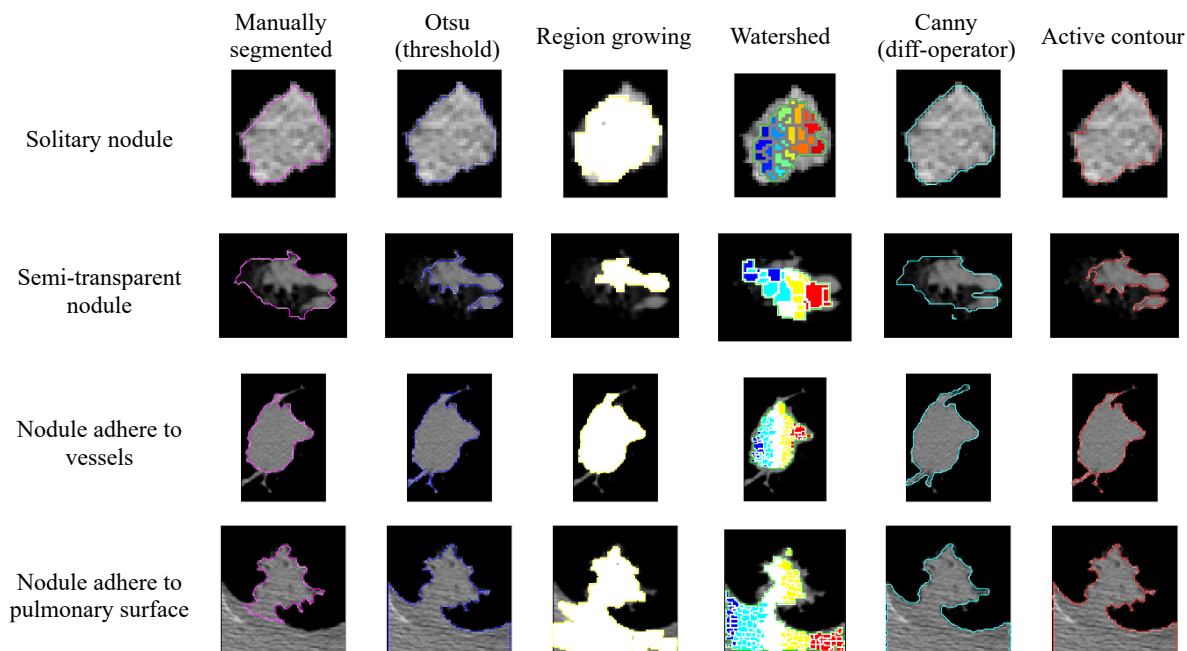 Manually
segmented
Otsu
(threshold)
Region growing
Watershed
Canny
(diff-operator)
Active contour
Solitary nodule
Semi-transparent
nodule
Nodule adhere to
vessels
Nodule adhere to
pulmonary surface